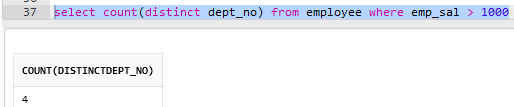 37 select count(distinct dept_no) from employee where emp_sal > 1000
COUNT(DISTINCTDEPT_NO)
4